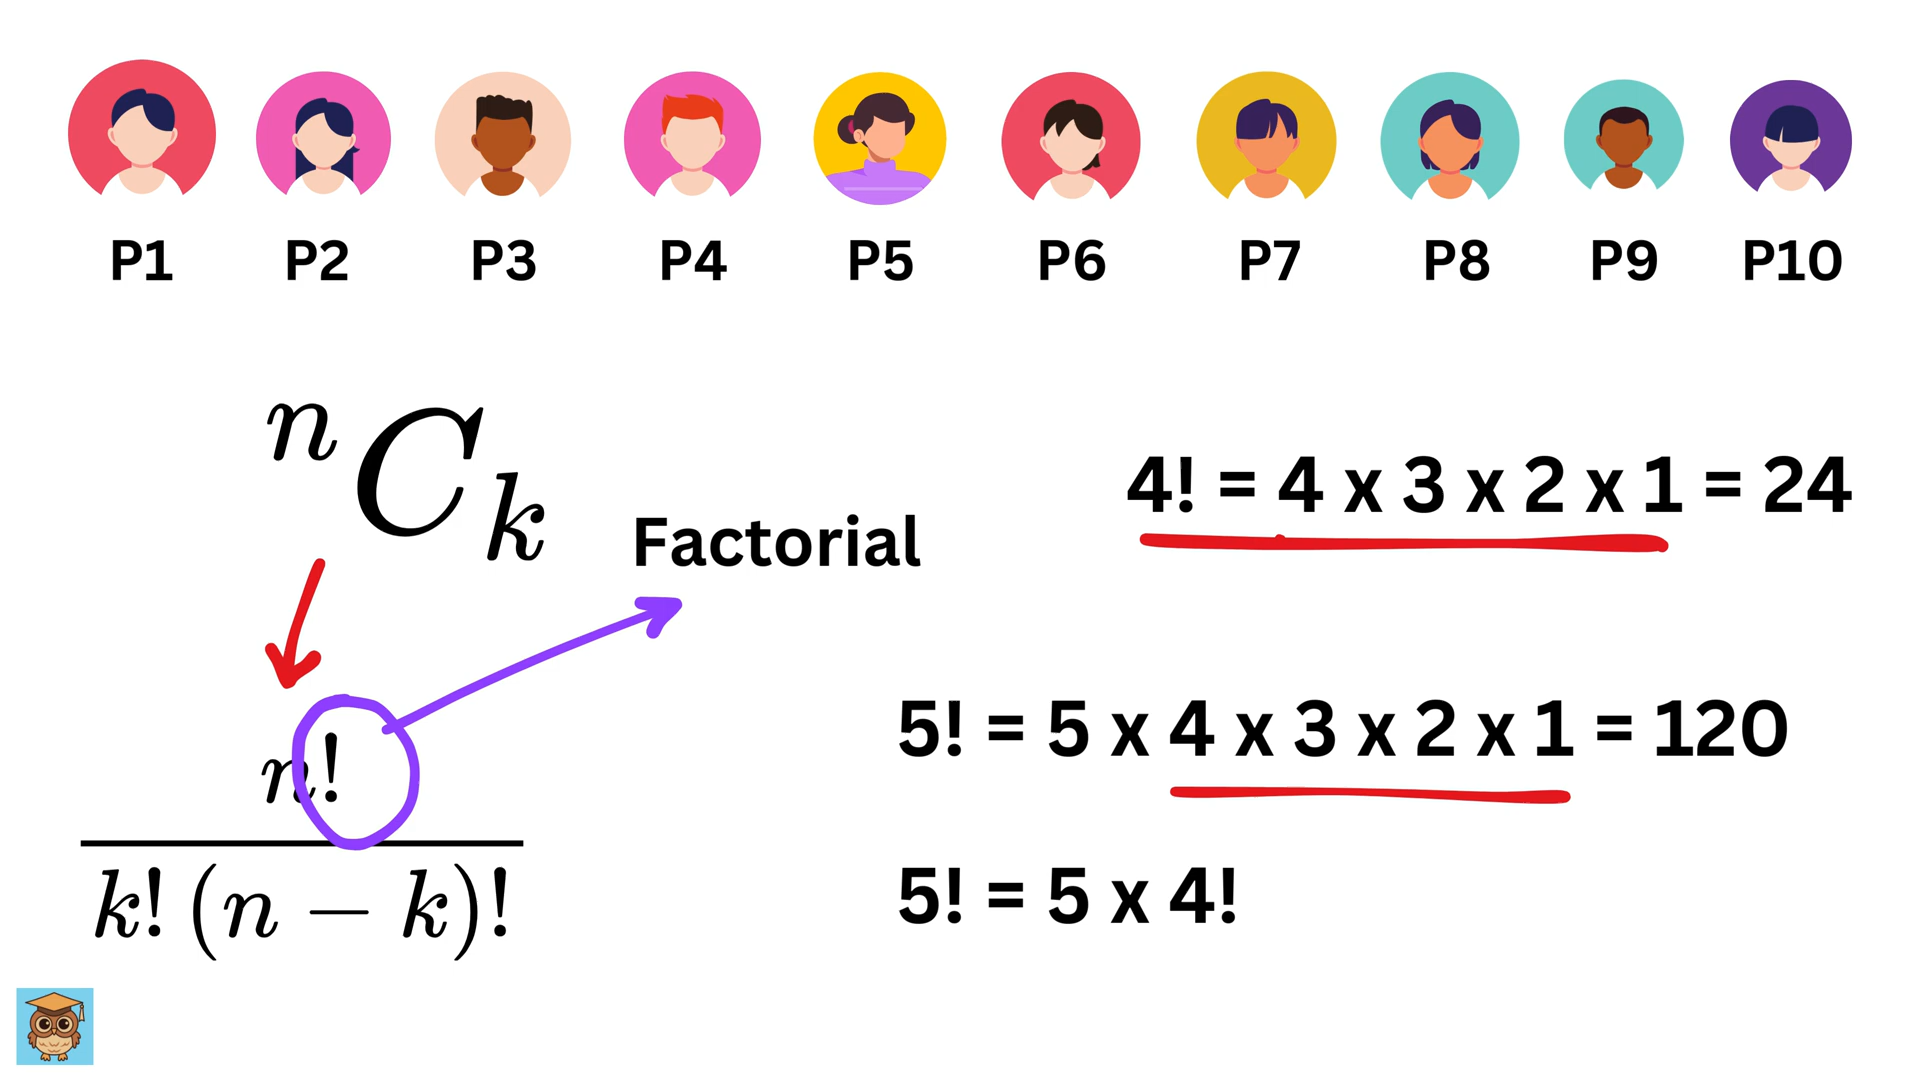 P1 P2 P3 P4 P5 P6 P7 P8 P9 P10
nCk
4! = 4 x 3 x 2 x 1 = 24
Factorial
5! = 5 x 4 x 3 x 2 x 1 = 120
n!
k! (n − k)!
5! = 5 x 4!